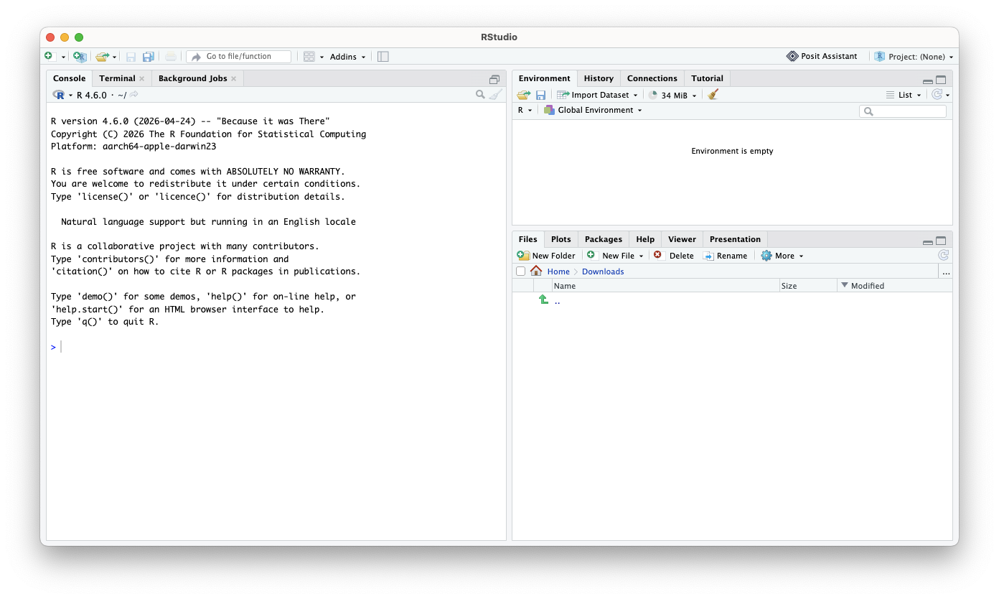 RStudio
Go to file/function
Addins
Posit Assistant
R Project: (None)
Console Terminal Background Jobs
R R 4.6.0 · ~/
R version 4.6.0 (2026-04-24) -- "Because it was There"
Copyright (C) 2026 The R Foundation for Statistical Computing
Platform: aarch64-apple-darwin23
R is free software and comes with ABSOLUTELY NO WARRANTY.
You are welcome to redistribute it under certain conditions.
Type 'license()' or 'licence()' for distribution details.
Natural language support but running in an English locale
R is a collaborative project with many contributors.
Type 'contributors()' for more information and
'citation()' on how to cite R or R packages in publications.
Type 'demo()' for some demos, 'help()' for on-line help, or
'help.start()' for an HTML browser interface to help.
Type 'q()' to quit R.
>
Environment History Connections Tutorial
Import Dataset 34 MiB List
R Global Environment
Environment is empty
Files Plots Packages Help Viewer Presentation
New Folder New File Delete Rename More
Home Downloads ...
Name Size Modified
..